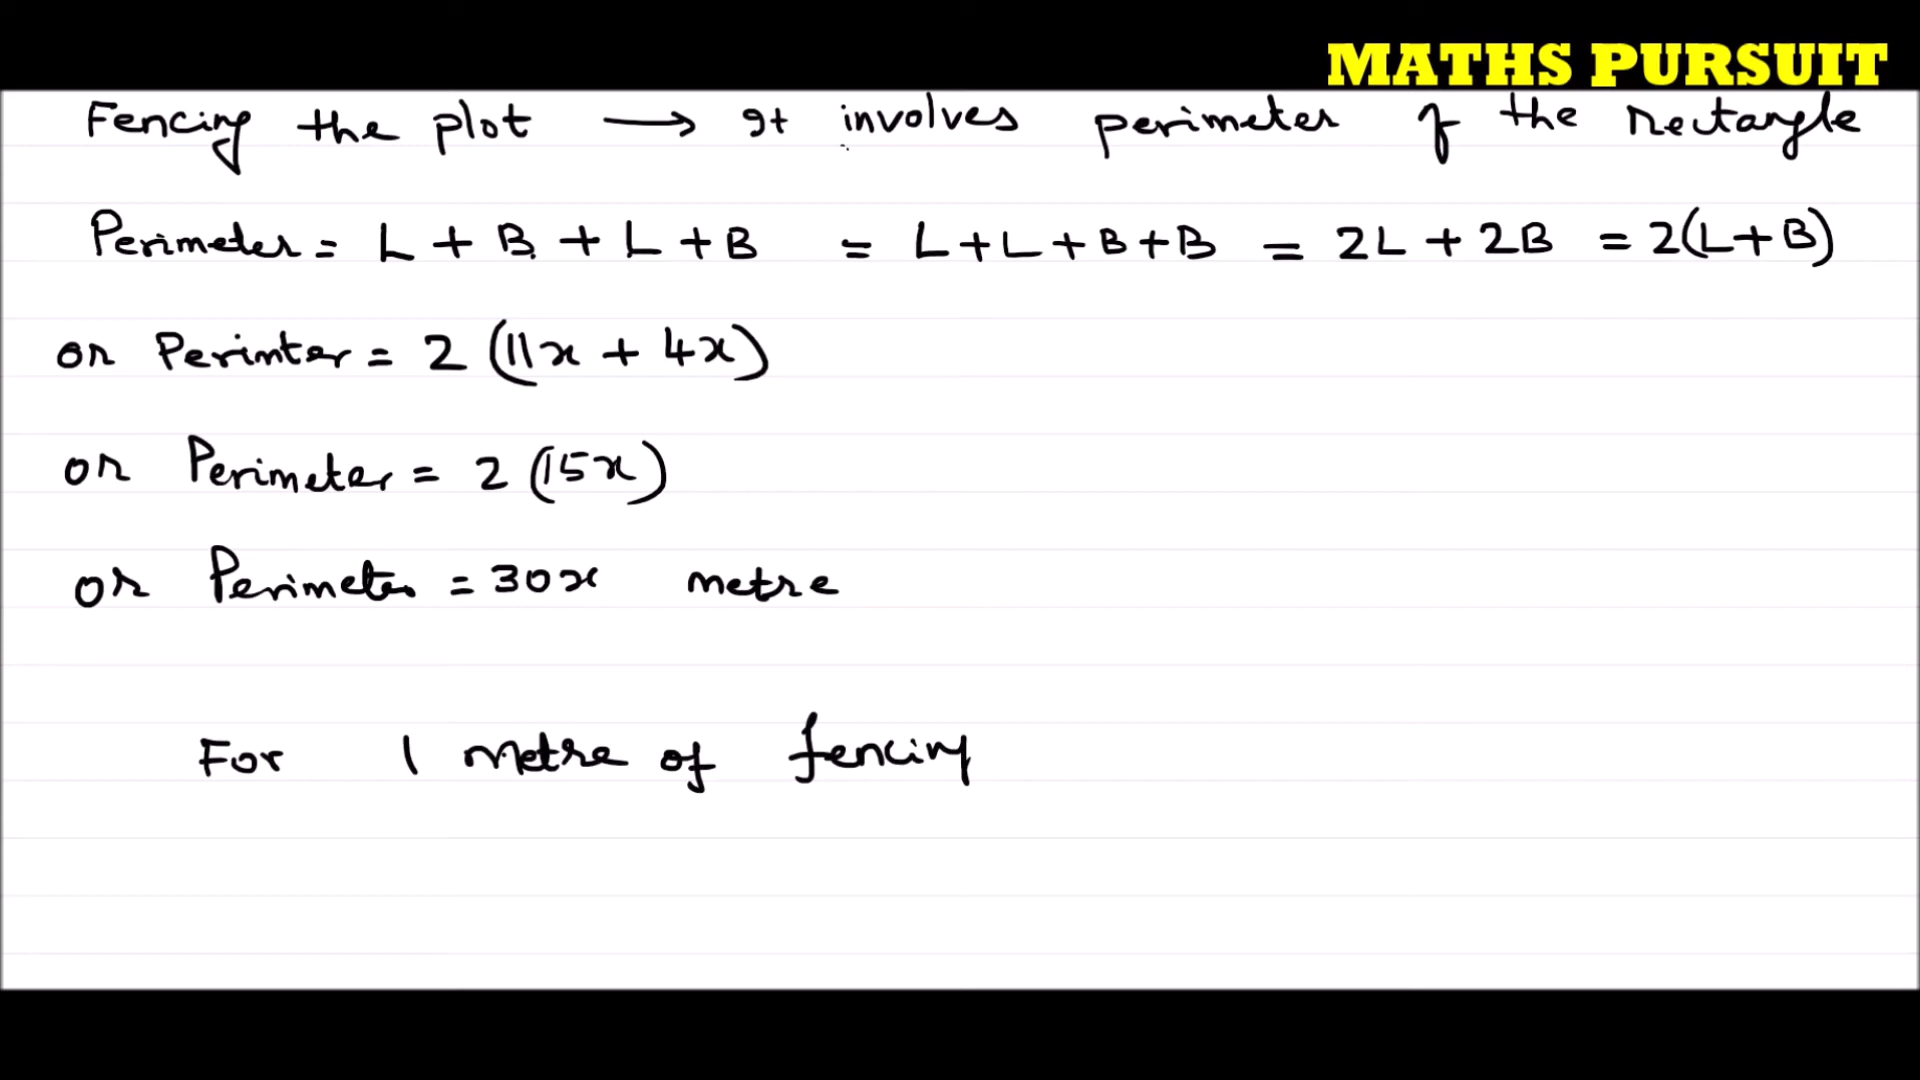 MATHS PURSUIT
Fencing the plot → It involves perimeter of the rectangle
Perimeter = L + B + L + B = L + L + B + B = 2L + 2B = 2(L+B)
or Perimter = 2 (11x + 4x)
or Perimeter = 2 (15x)
or Perimeter = 30x metre
For 1 metre of fencing